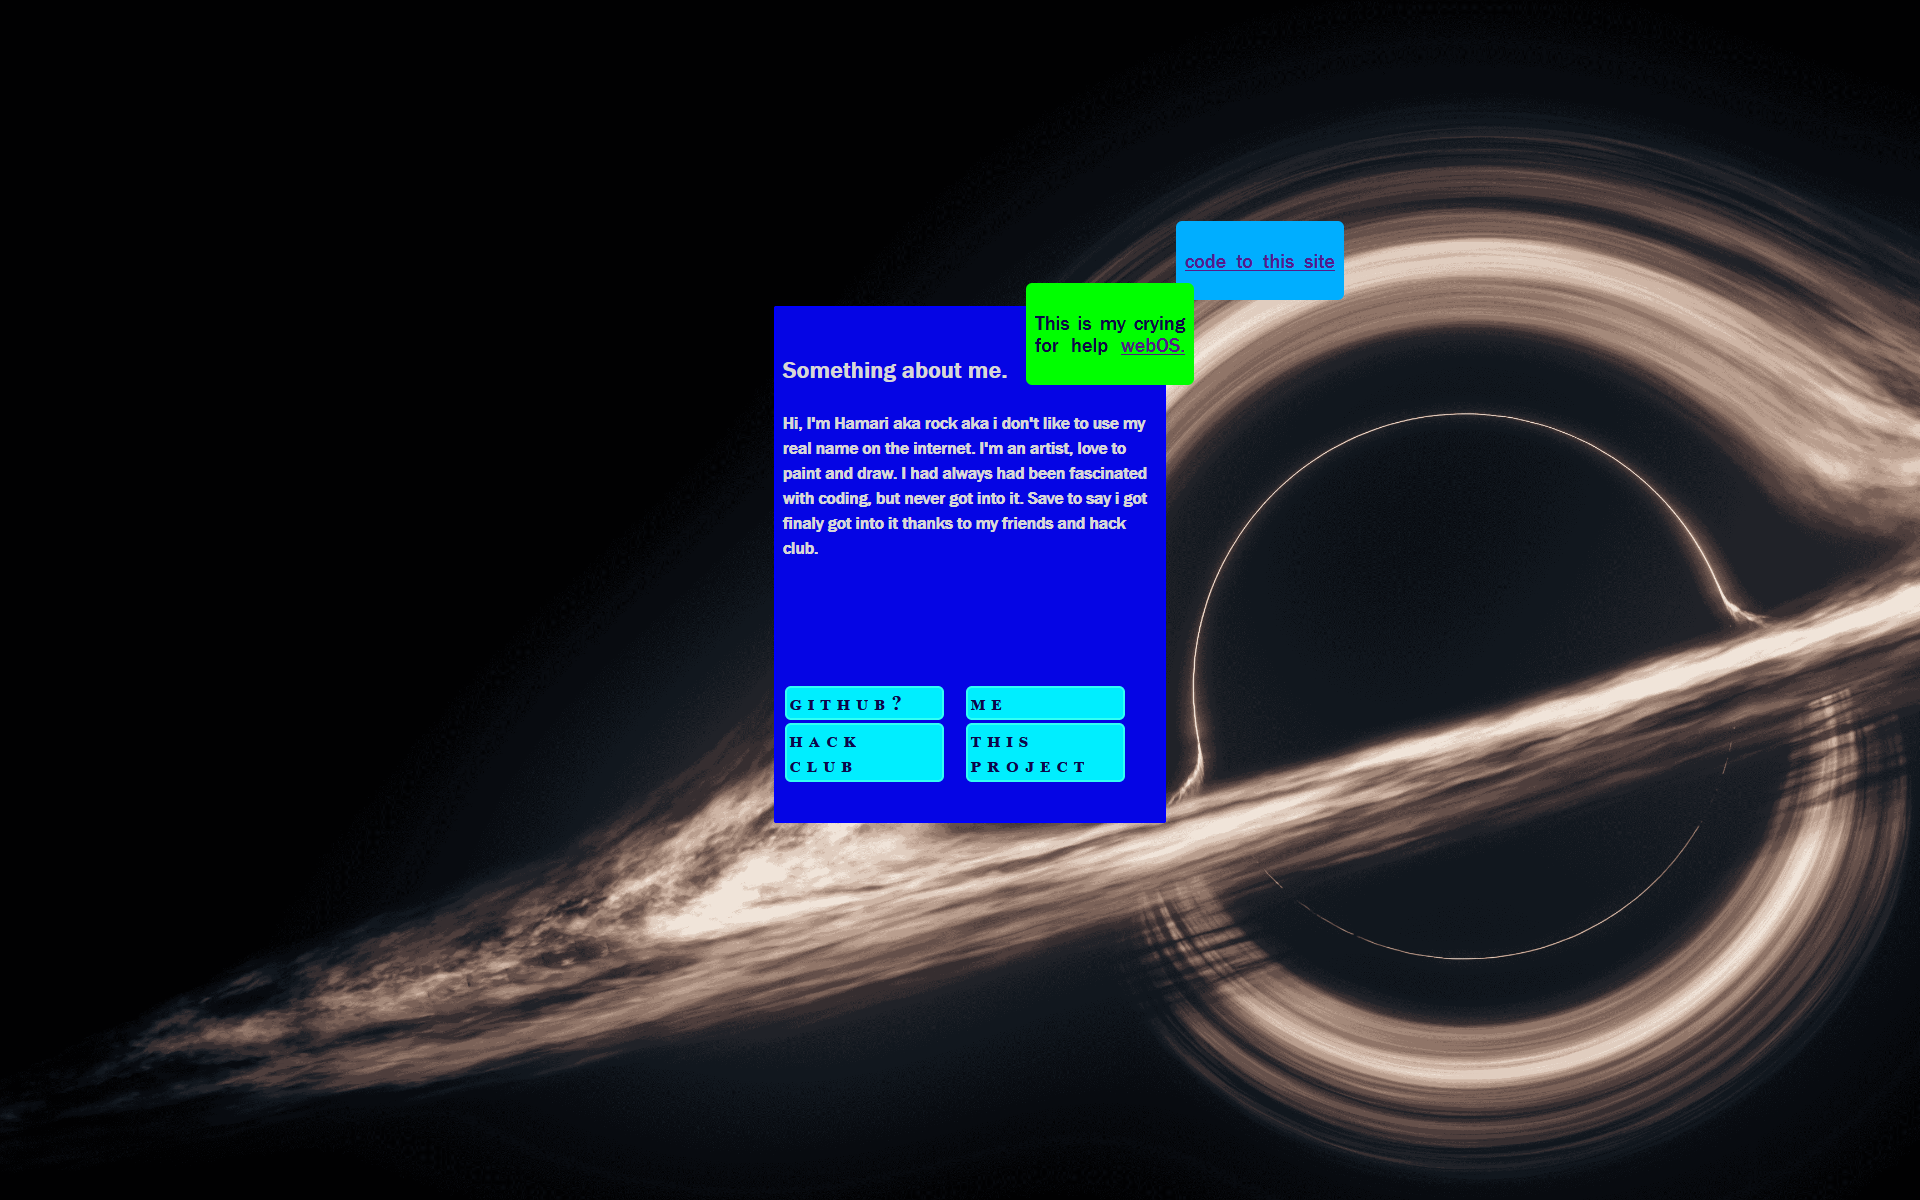 code to this site
This is my crying
for help webOS.
Something about me.
Hi, I'm Hamari aka rock aka i don't like to use my
real name on the internet. I'm an artist, love to
paint and draw. I had always had been fascinated
with coding, but never got into it. Save to say i got
finaly got into it thanks to my friends and hack
club.
GITHUB?
ME
HACK
CLUB
THIS
PROJECT